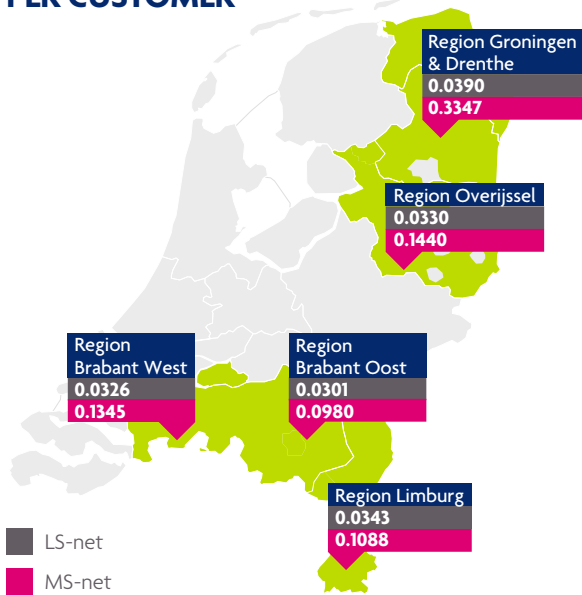 PER CUSTOMER
Region Groningen
& Drenthe
0.0390
0.3347
Region Overijssel
0.0330
0.1440
Region
Brabant West
0.0326
0.1345
Region
Brabant Oost
0.0301
0.0980
Region Limburg
0.0343
0.1088
LS-net
MS-net